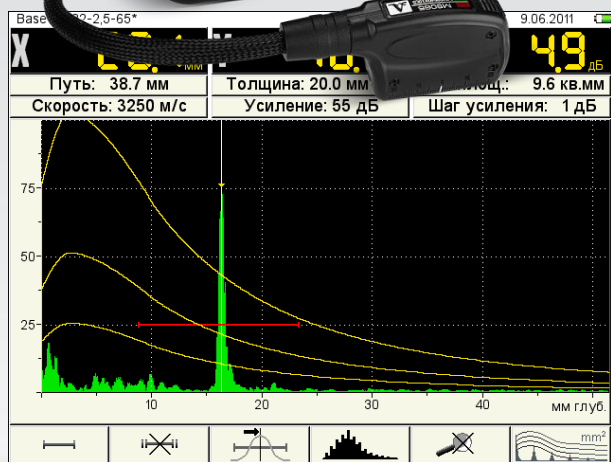 9.06.2011
X
X
4.9 дБ
мм
Путь: 38.7 мм
Толщина: 20.0 мм
9.6 кв.мм
Скорость: 3250 м/с
Усиление: 55 дБ
Шаг усиления: 1 дБ
75
50
25
10
20
30
40
мм глуб.
mm²